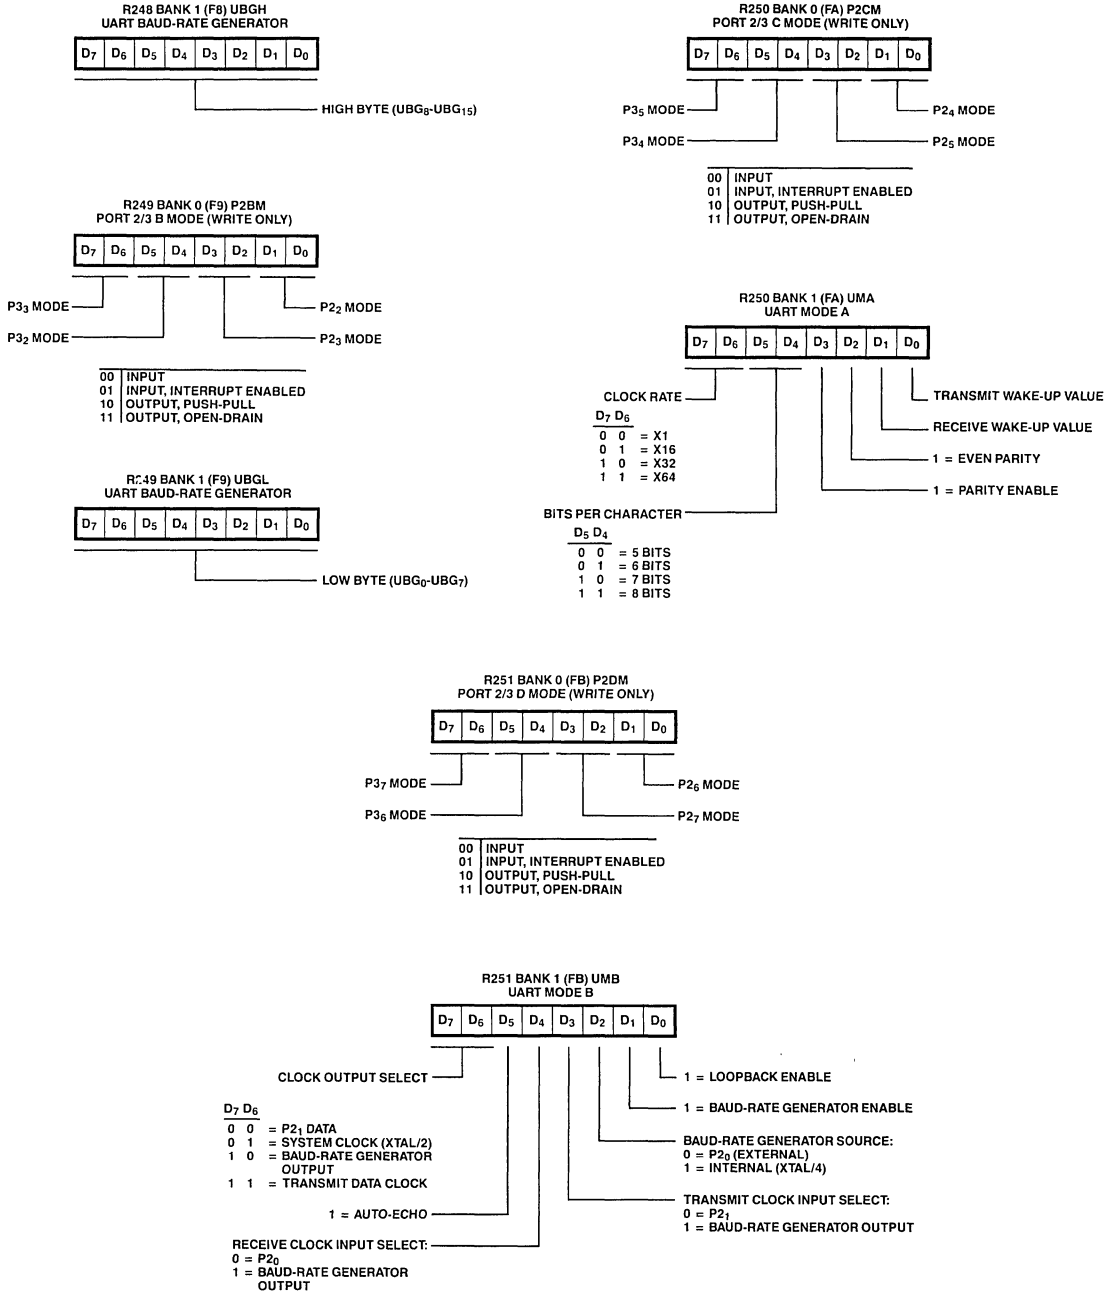 R248 BANK 1 (F8) UBGH
UART BAUD-RATE GENERATOR
D7 D6 D5 D4 D3 D2 D1 D0
HIGH BYTE (UBG8-UBG15)
R249 BANK 0 (F9) P2BM
PORT 2/3 B MODE (WRITE ONLY)
D7 D6 D5 D4 D3 D2 D1 D0
P33 MODE
P22 MODE
P32 MODE
P23 MODE
00 INPUT
01 INPUT, INTERRUPT ENABLED
10 OUTPUT, PUSH-PULL
11 OUTPUT, OPEN-DRAIN
R249 BANK 1 (F9) UBGL
UART BAUD-RATE GENERATOR
D7 D6 D5 D4 D3 D2 D1 D0
LOW BYTE (UBG0-UBG7)
R250 BANK 0 (FA) P2CM
PORT 2/3 C MODE (WRITE ONLY)
D7 D6 D5 D4 D3 D2 D1 D0
P35 MODE
P24 MODE
P34 MODE
P25 MODE
00 INPUT
01 INPUT, INTERRUPT ENABLED
10 OUTPUT, PUSH-PULL
11 OUTPUT, OPEN-DRAIN
R250 BANK 1 (FA) UMA
UART MODE A
D7 D6 D5 D4 D3 D2 D1 D0
CLOCK RATE
D7 D6
0 0 = X1
0 1 = X16
1 0 = X32
1 1 = X64
BITS PER CHARACTER
D5 D4
0 0 = 5 BITS
0 1 = 6 BITS
1 0 = 7 BITS
1 1 = 8 BITS
TRANSMIT WAKE-UP VALUE
RECEIVE WAKE-UP VALUE
1 = EVEN PARITY
1 = PARITY ENABLE
R251 BANK 0 (FB) P2DM
PORT 2/3 D MODE (WRITE ONLY)
D7 D6 D5 D4 D3 D2 D1 D0
P37 MODE
P26 MODE
P36 MODE
P27 MODE
00 INPUT
01 INPUT, INTERRUPT ENABLED
10 OUTPUT, PUSH-PULL
11 OUTPUT, OPEN-DRAIN
R251 BANK 1 (FB) UMB
UART MODE B
D7 D6 D5 D4 D3 D2 D1 D0
CLOCK OUTPUT SELECT
D7 D6
0 0 = P21 DATA
0 1 = SYSTEM CLOCK (XTAL/2)
1 0 = BAUD-RATE GENERATOR
OUTPUT
1 1 = TRANSMIT DATA CLOCK
1 = AUTO-ECHO
RECEIVE CLOCK INPUT SELECT:
0 = P20
1 = BAUD-RATE GENERATOR
OUTPUT
1 = LOOPBACK ENABLE
1 = BAUD-RATE GENERATOR ENABLE
BAUD-RATE GENERATOR SOURCE:
0 = P20 (EXTERNAL)
1 = INTERNAL (XTAL/4)
TRANSMIT CLOCK INPUT SELECT:
0 = P21
1 = BAUD-RATE GENERATOR OUTPUT